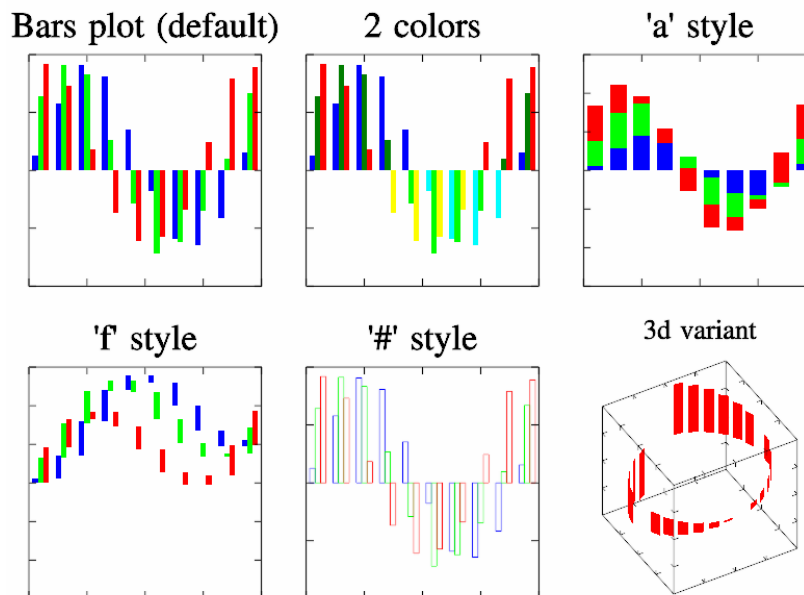 Bars plot (default)
2 colors
'a' style
'f' style
'#' style
3d variant